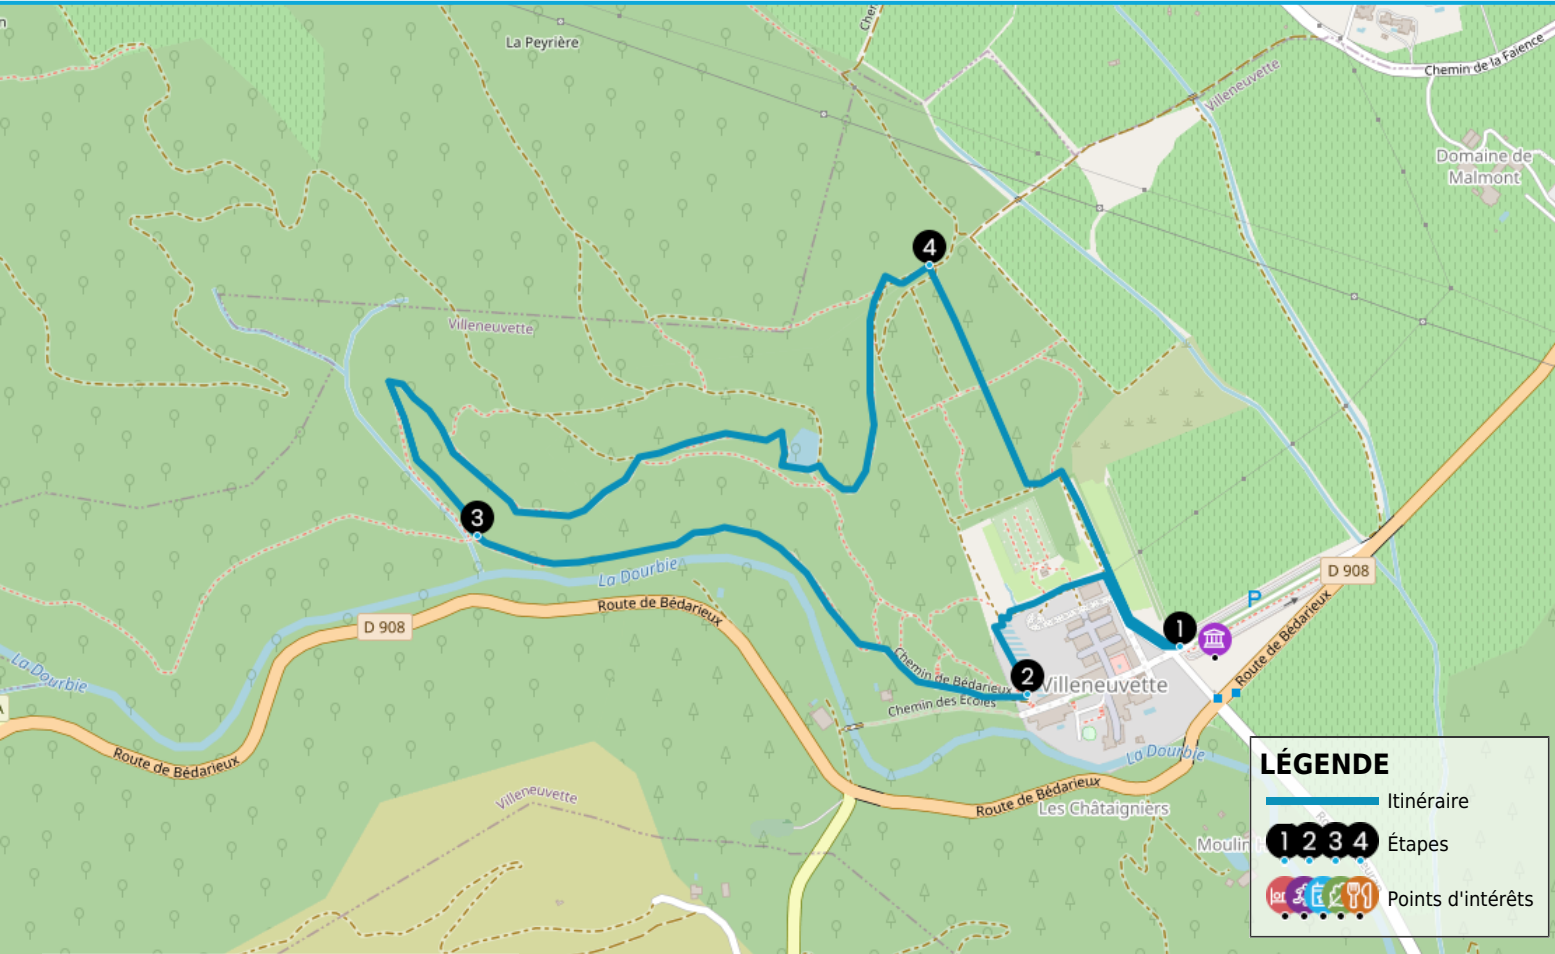 La Peyrière
Chemin de la Faïence
Villeneuvette
Domaine de
Malmont
4
Villeneuvette
3
La Dourbie
D 908
P
Route de Bédarieux
D 908
Route de Bédarieux
1
La Dourbie
Chemin de Bédarieux
2
Villeneuvette
Chemin des Écoles
Route de Bédarieux
La Dourbie
Route de Bédarieux
Villeneuvette
Les Châtaigniers
Moulin
LÉGENDE
Itinéraire
1 2 3 4 Étapes
Points d'intérêts